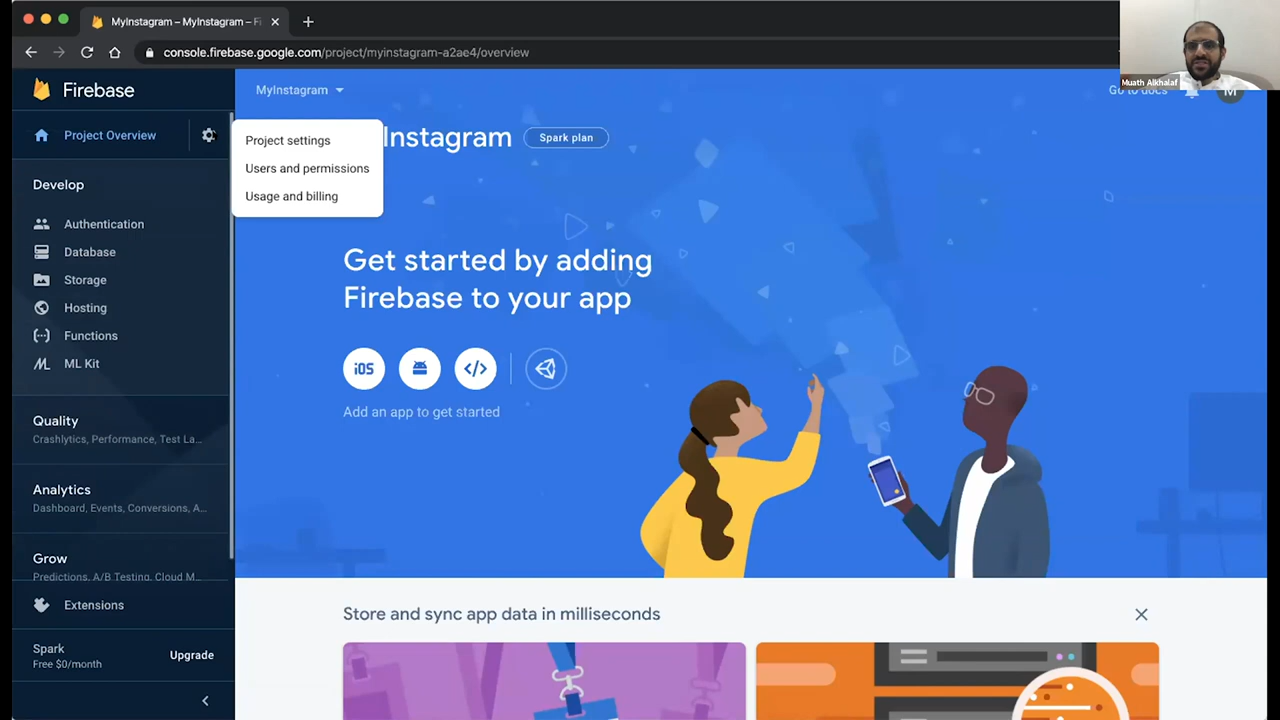 MyInstagram – MyInstagram – Fi
console.firebase.google.com/project/myinstagram-a2ae4/overview
Muath Alkhalaf
Firebase
MyInstagram
Go to docs
M
Project Overview
Project settings
Users and permissions
Usage and billing
Instagram
Spark plan
Develop
Authentication
Database
Storage
Hosting
Functions
ML Kit
Get started by adding
Firebase to your app
iOS
Add an app to get started
Quality
Crashlytics, Performance, Test La...
Analytics
Dashboard, Events, Conversions, A...
Grow
Predictions, A/B Testing, Cloud M...
Extensions
Spark
Free $0/month
Upgrade
Store and sync app data in milliseconds